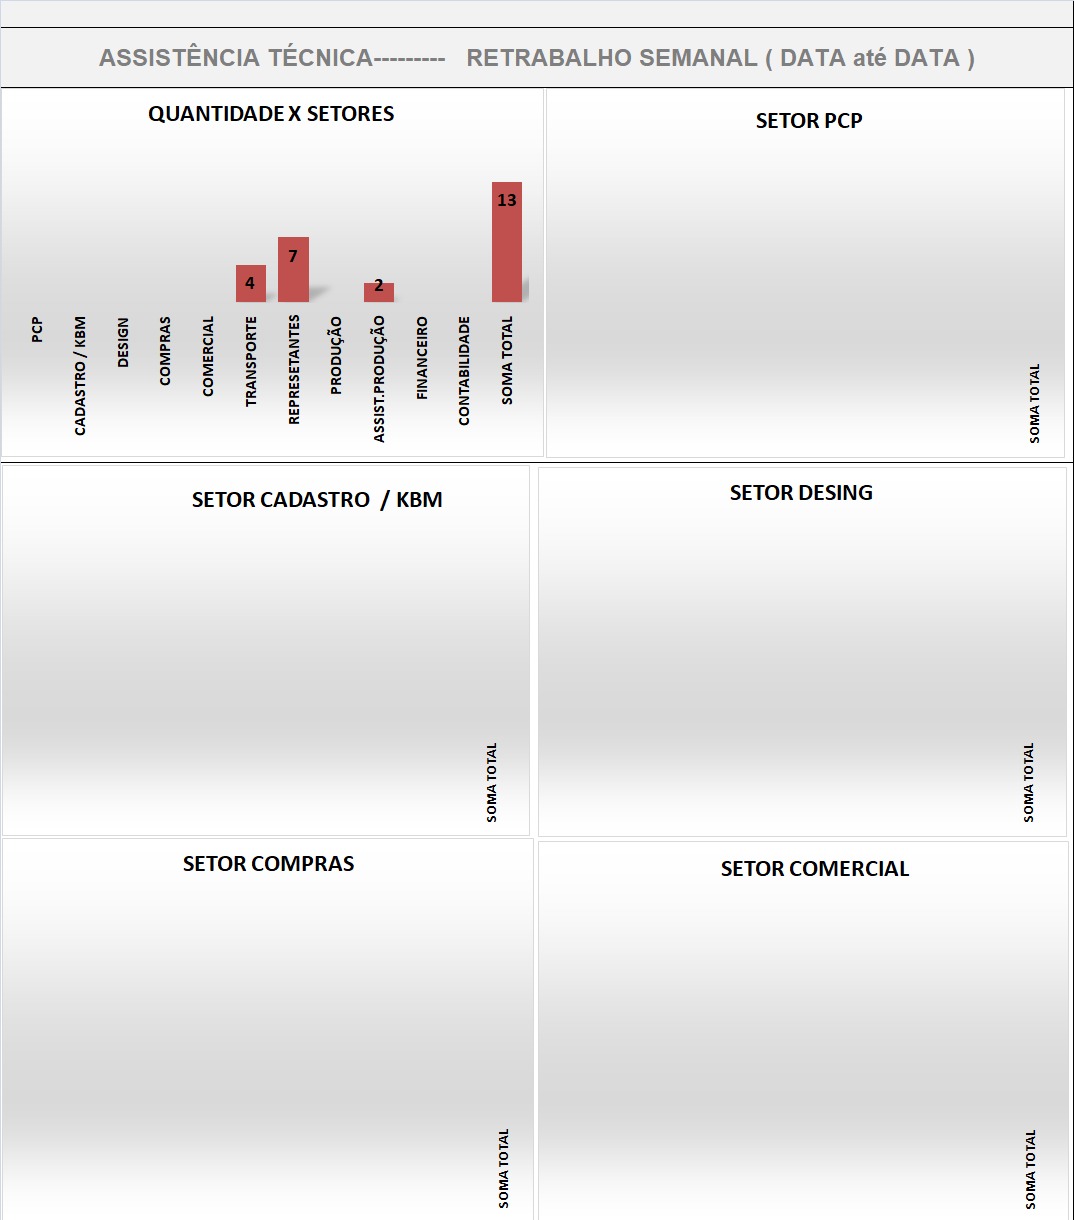 ASSISTÊNCIA TÉCNICA--------- RETRABALHO SEMANAL ( DATA até DATA )
QUANTIDADE X SETORES
13
7
4
2
PCP
CADASTRO / KBM
DESIGN
COMPRAS
COMERCIAL
TRANSPORTE
REPRESETANTES
PRODUÇÃO
ASSIST.PRODUÇÃO
FINANCEIRO
CONTABILIDADE
SOMA TOTAL
SETOR PCP
SOMA TOTAL
SETOR CADASTRO / KBM
SOMA TOTAL
SETOR DESING
SOMA TOTAL
SETOR COMPRAS
SOMA TOTAL
SETOR COMERCIAL
SOMA TOTAL